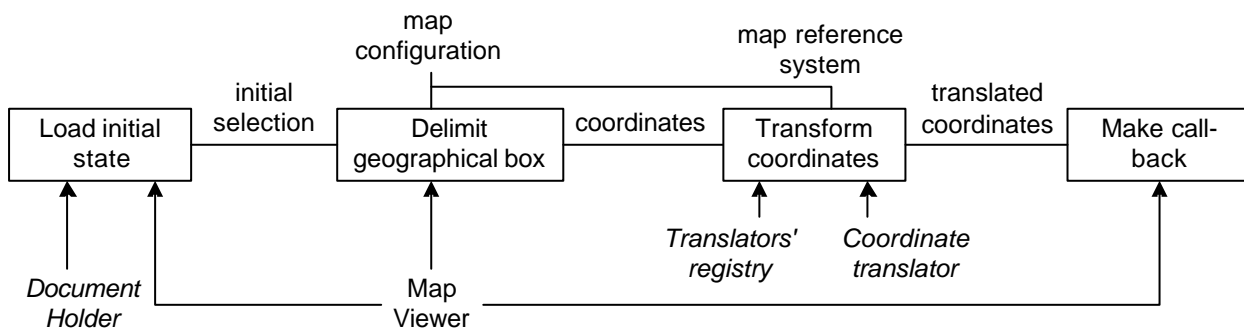 map
configuration
map reference
system
initial
selection
translated
coordinates
Load initial
state
Delimit
geographical box
coordinates
Transform
coordinates
Make call-
back
Translators'
registry
Coordinate
translator
Document
Holder
Map
Viewer